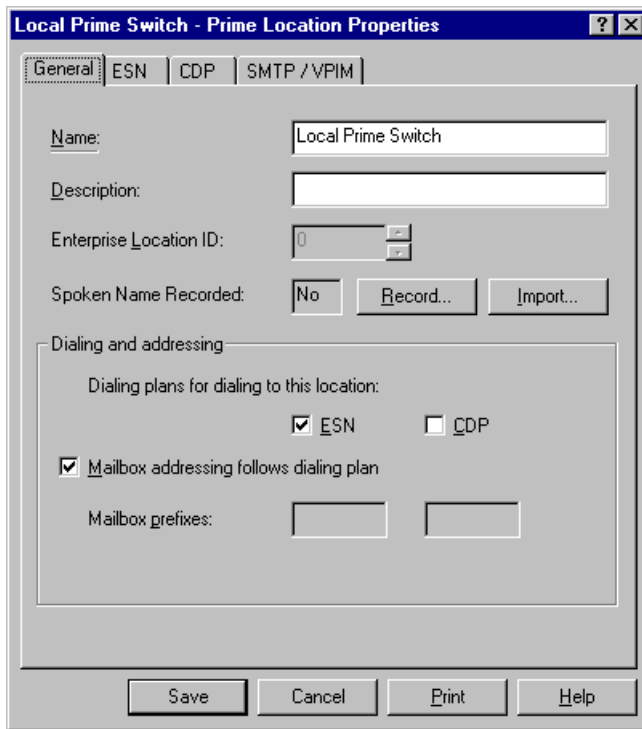 Local Prime Switch - Prime Location Properties
General ESN CDP SMTP / VPIM
Name: Local Prime Switch
Description:
Enterprise Location ID: 0
Spoken Name Recorded: No Record... Import...
Dialing and addressing
Dialing plans for dialing to this location:
ESN CDP
Mailbox addressing follows dialing plan
Mailbox prefixes:
Save Cancel Print Help